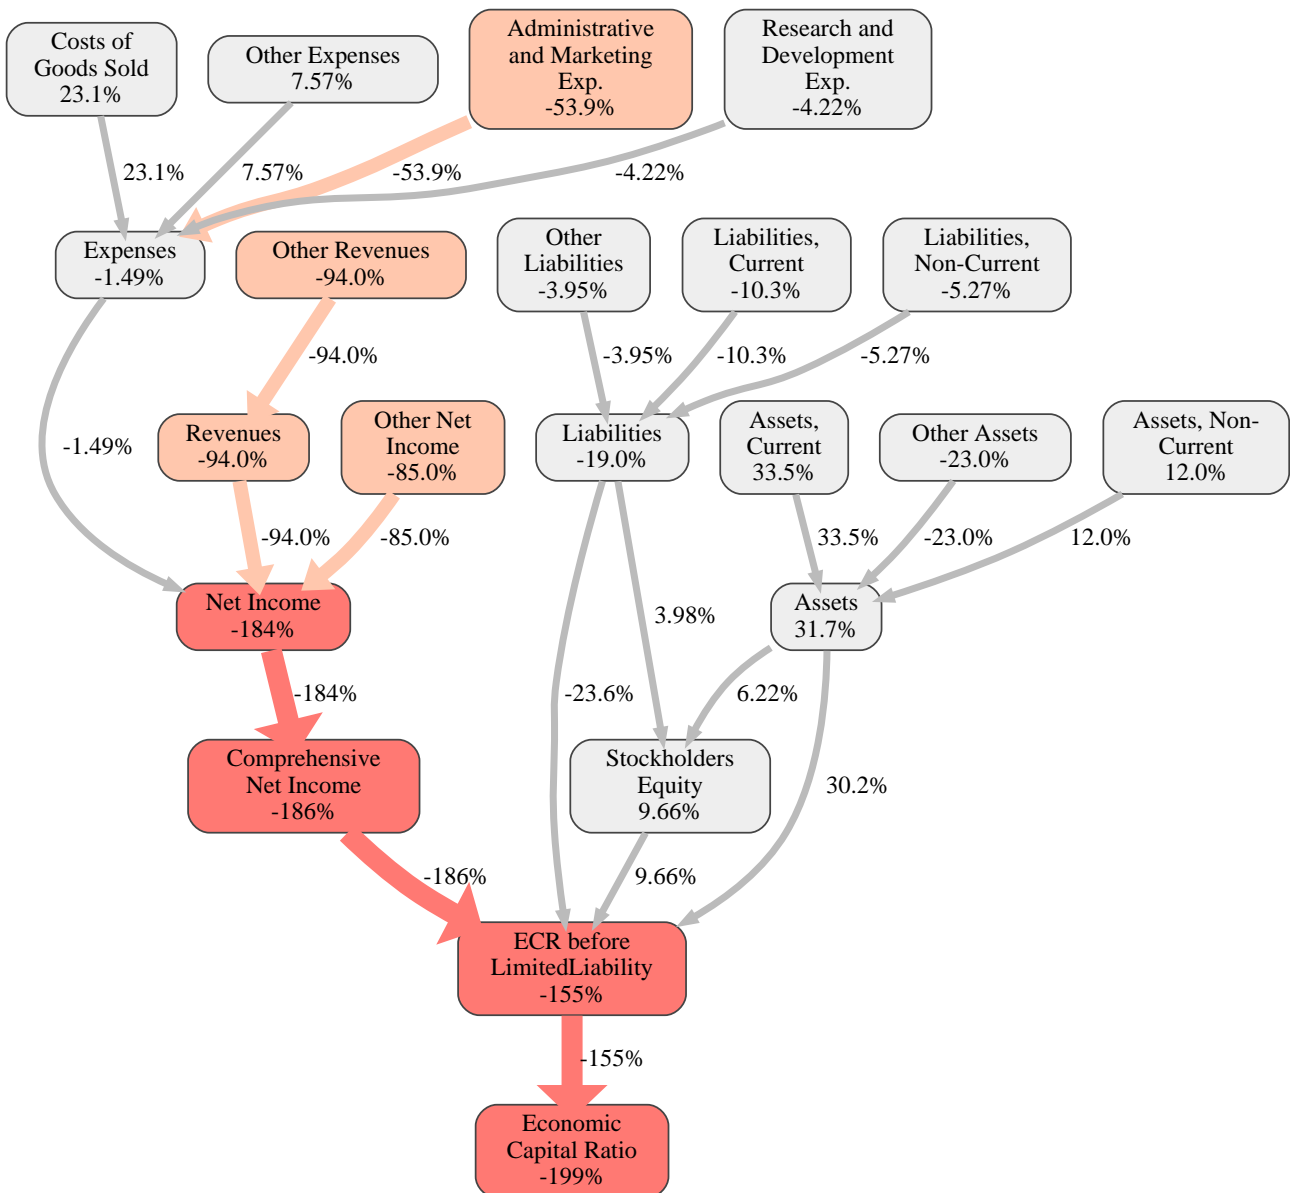 Costs of
Goods Sold
23.1%
Other Expenses
7.57%
Administrative
and Marketing
Exp.
-53.9%
Research and
Development
Exp.
-4.22%
23.1%
7.57%
-53.9%
-4.22%
Expenses
-1.49%
Other Revenues
-94.0%
Other
Liabilities
-3.95%
Liabilities,
Current
-10.3%
Liabilities,
Non-Current
-5.27%
-94.0%
-3.95%
-10.3%
-5.27%
-1.49%
Revenues
-94.0%
Other Net
Income
-85.0%
Liabilities
-19.0%
Assets,
Current
33.5%
Other Assets
-23.0%
Assets, Non-
Current
12.0%
-94.0%
-85.0%
33.5%
-23.0%
12.0%
Net Income
-184%
3.98%
Assets
31.7%
-184%
-23.6%
6.22%
Comprehensive
Net Income
-186%
Stockholders
Equity
9.66%
30.2%
-186%
9.66%
ECR before
LimitedLiability
-155%
-155%
Economic
Capital Ratio
-199%